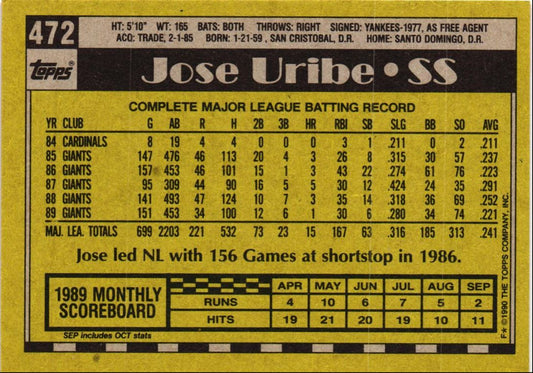 472
HT: 5'10" WT: 165 BATS: BOTH THROWS: RIGHT SIGNED: YANKEES-1977, AS FREE AGENT
ACQ: TRADE, 2-1-85 BORN: 1-21-59, SAN CRISTOBAL, D.R. HOME: SANTO DOMINGO, D.R.
Topps
Jose Uribe • SS
COMPLETE MAJOR LEAGUE BATTING RECORD
YR CLUB G AB R H 2B 3B HR RBI SB SLG BB SO AVG
84 CARDINALS 8 19 4 4 0 0 0 3 1 .211 0 2 .211
85 GIANTS 147 476 46 113 20 4 3 26 8 .315 30 57 .237
86 GIANTS 157 453 46 101 15 1 3 43 22 .274 61 76 .223
87 GIANTS 95 309 44 90 16 5 5 30 12 .424 24 35 .291
88 GIANTS 141 493 47 124 10 7 3 35 14 .318 36 69 .252
89 GIANTS 151 453 34 100 12 6 1 30 6 .280 34 74 .221
MAJ. LEA. TOTALS 699 2203 221 532 73 23 15 167 63 .316 185 313 .241
Jose led NL with 156 Games at shortstop in 1986.
1989 MONTHLY SCOREBOARD
APR MAY JUN JUL AUG SEP
RUNS 4 10 6 7 5 2
HITS 19 21 20 19 10 11
SEP includes OCT stats
F* ©1990 THE TOPPS COMPANY, INC.